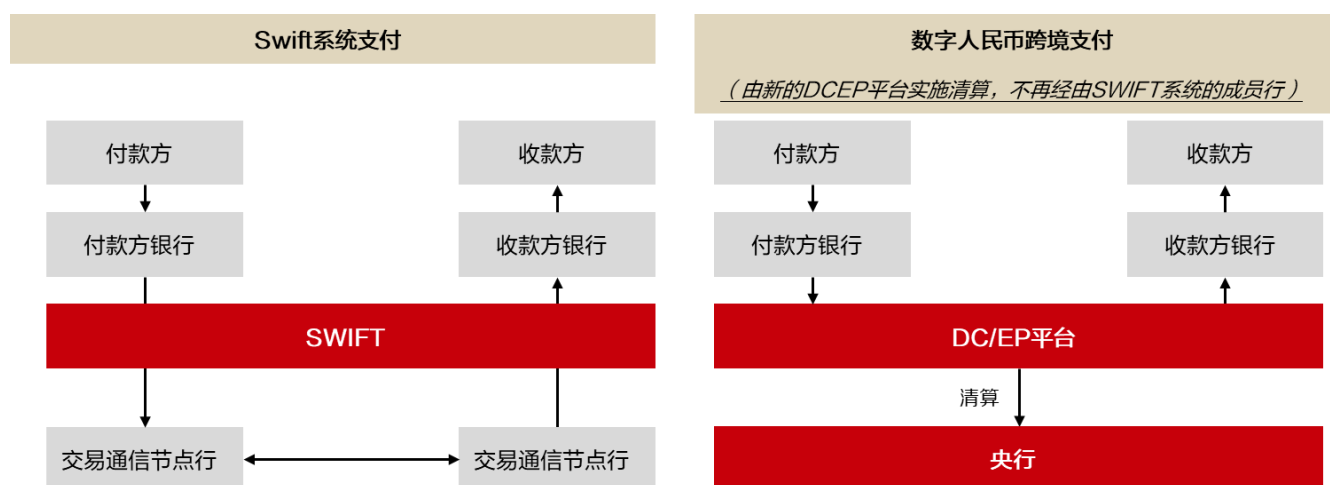 Swift系统支付
付款方
收款方
付款方银行
收款方银行
SWIFT
交易通信节点行
交易通信节点行
数字人民币跨境支付
（由新的DCEP平台实施清算，不再经由SWIFT系统的成员行）
付款方
收款方
付款方银行
收款方银行
DC/EP平台
清算
央行